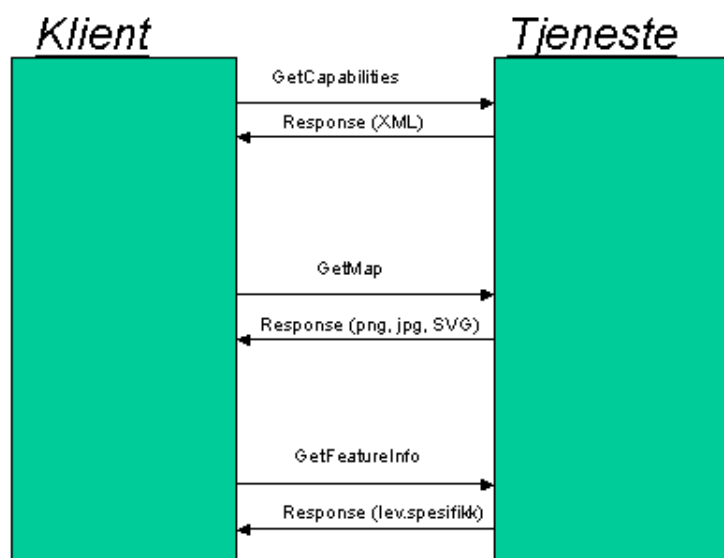 Klient
Tjeneste
GetCapabilities
Response (XML)
GetMap
Response (png, jpg, SVG)
GetFeatureInfo
Response (lev.spesifikk)